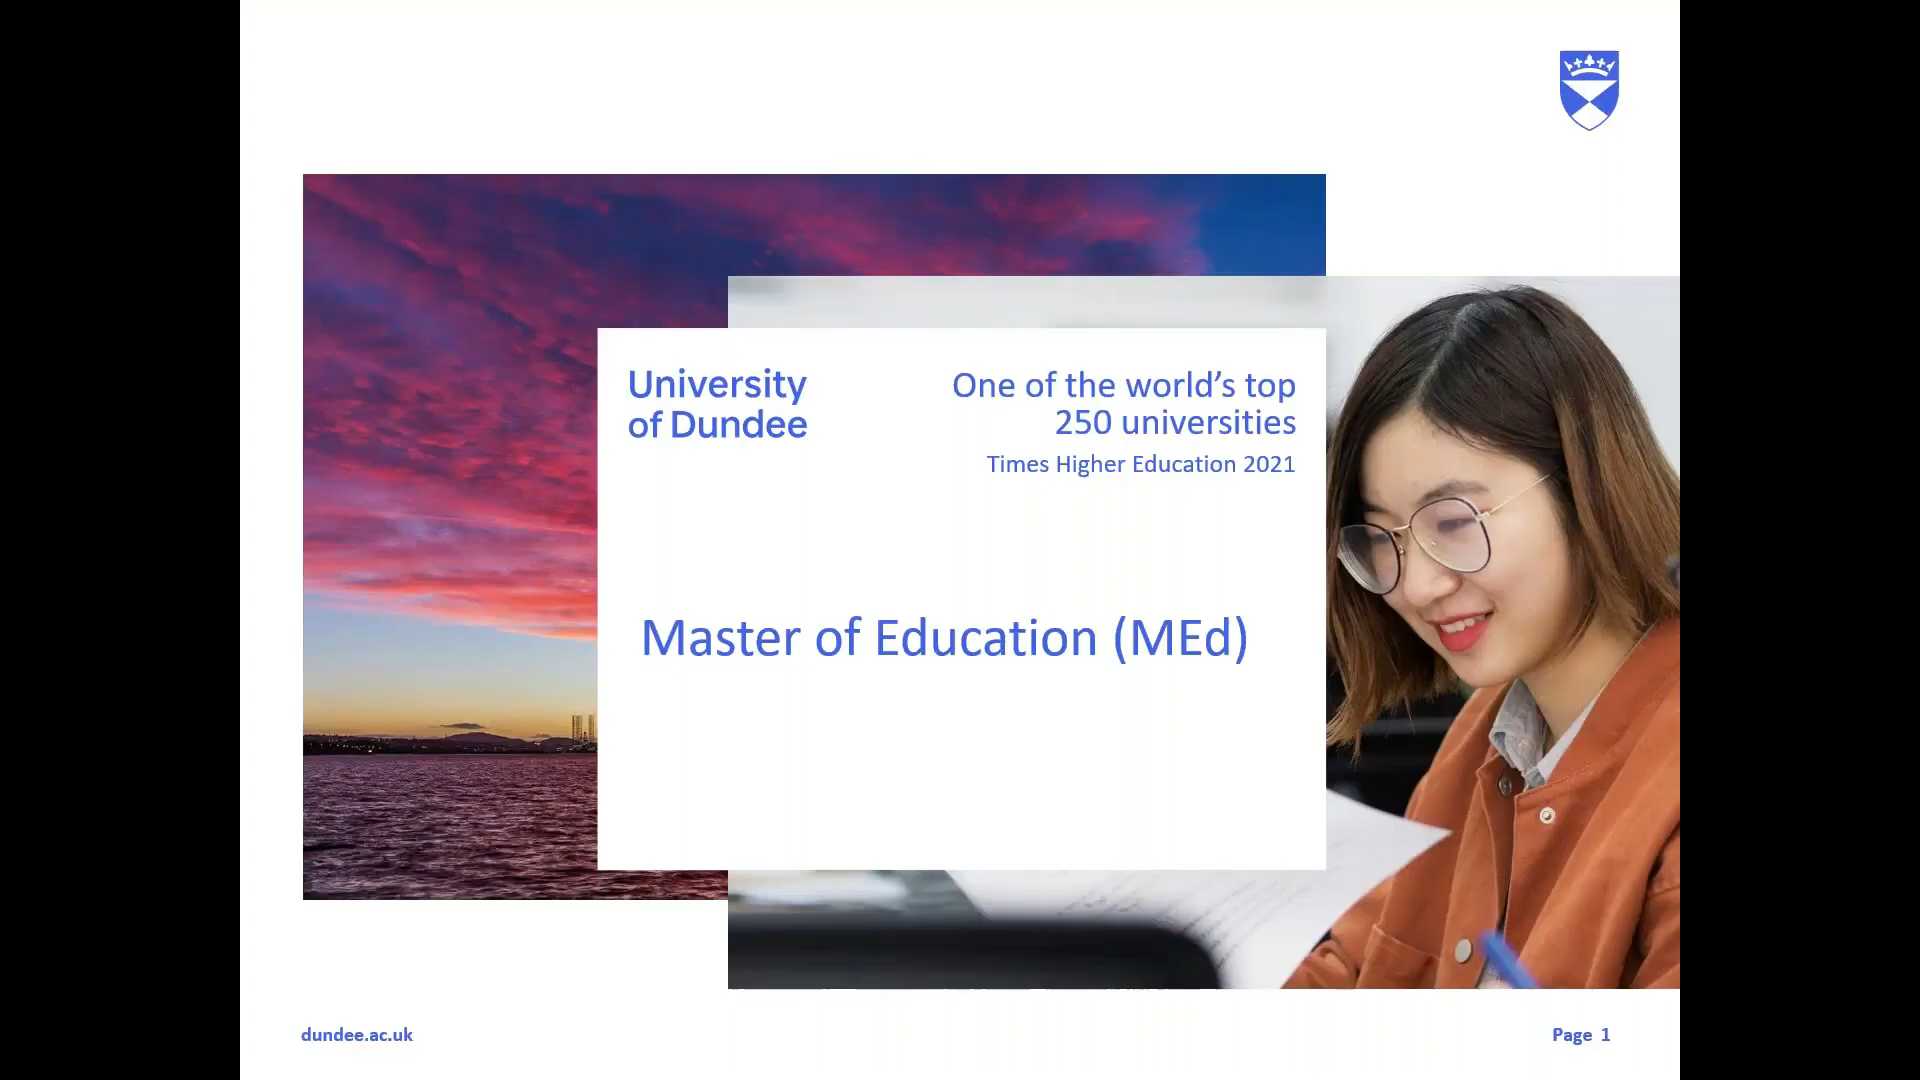 University
of Dundee
One of the world's top
250 universities
Times Higher Education 2021
Master of Education (MEd)
dundee.ac.uk
Page 1